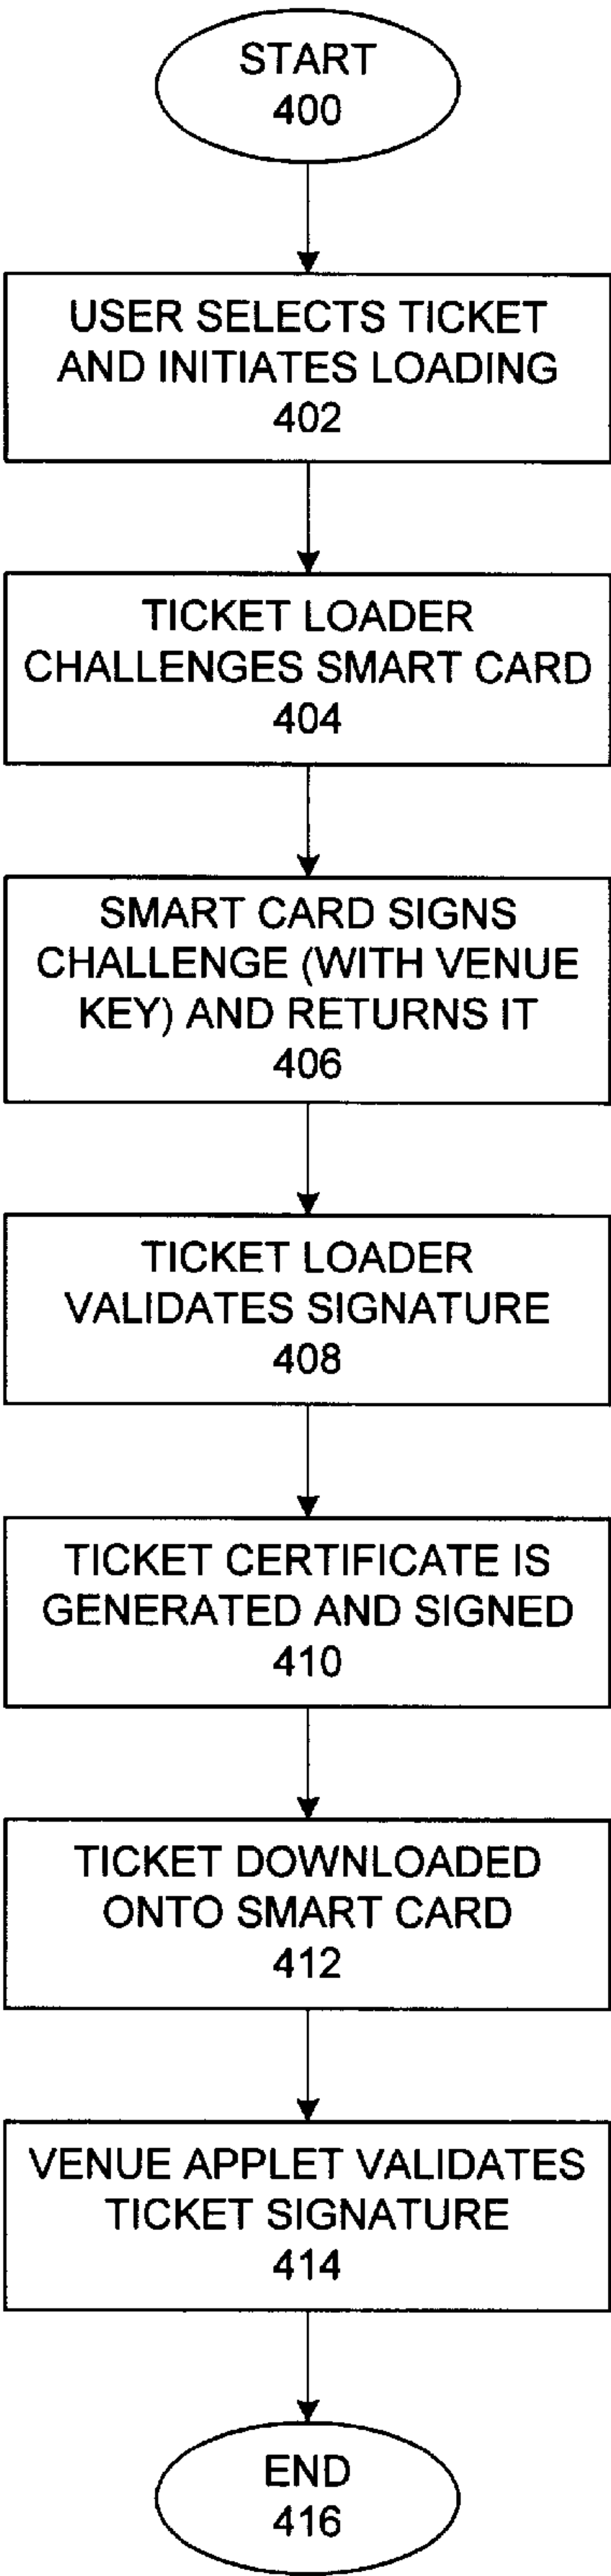 START
400
USER SELECTS TICKET
AND INITIATES LOADING
402
TICKET LOADER
CHALLENGES SMART CARD
404
SMART CARD SIGNS
CHALLENGE (WITH VENUE
KEY) AND RETURNS IT
406
TICKET LOADER
VALIDATES SIGNATURE
408
TICKET CERTIFICATE IS
GENERATED AND SIGNED
410
TICKET DOWNLOADED
ONTO SMART CARD
412
VENUE APPLET VALIDATES
TICKET SIGNATURE
414
END
416